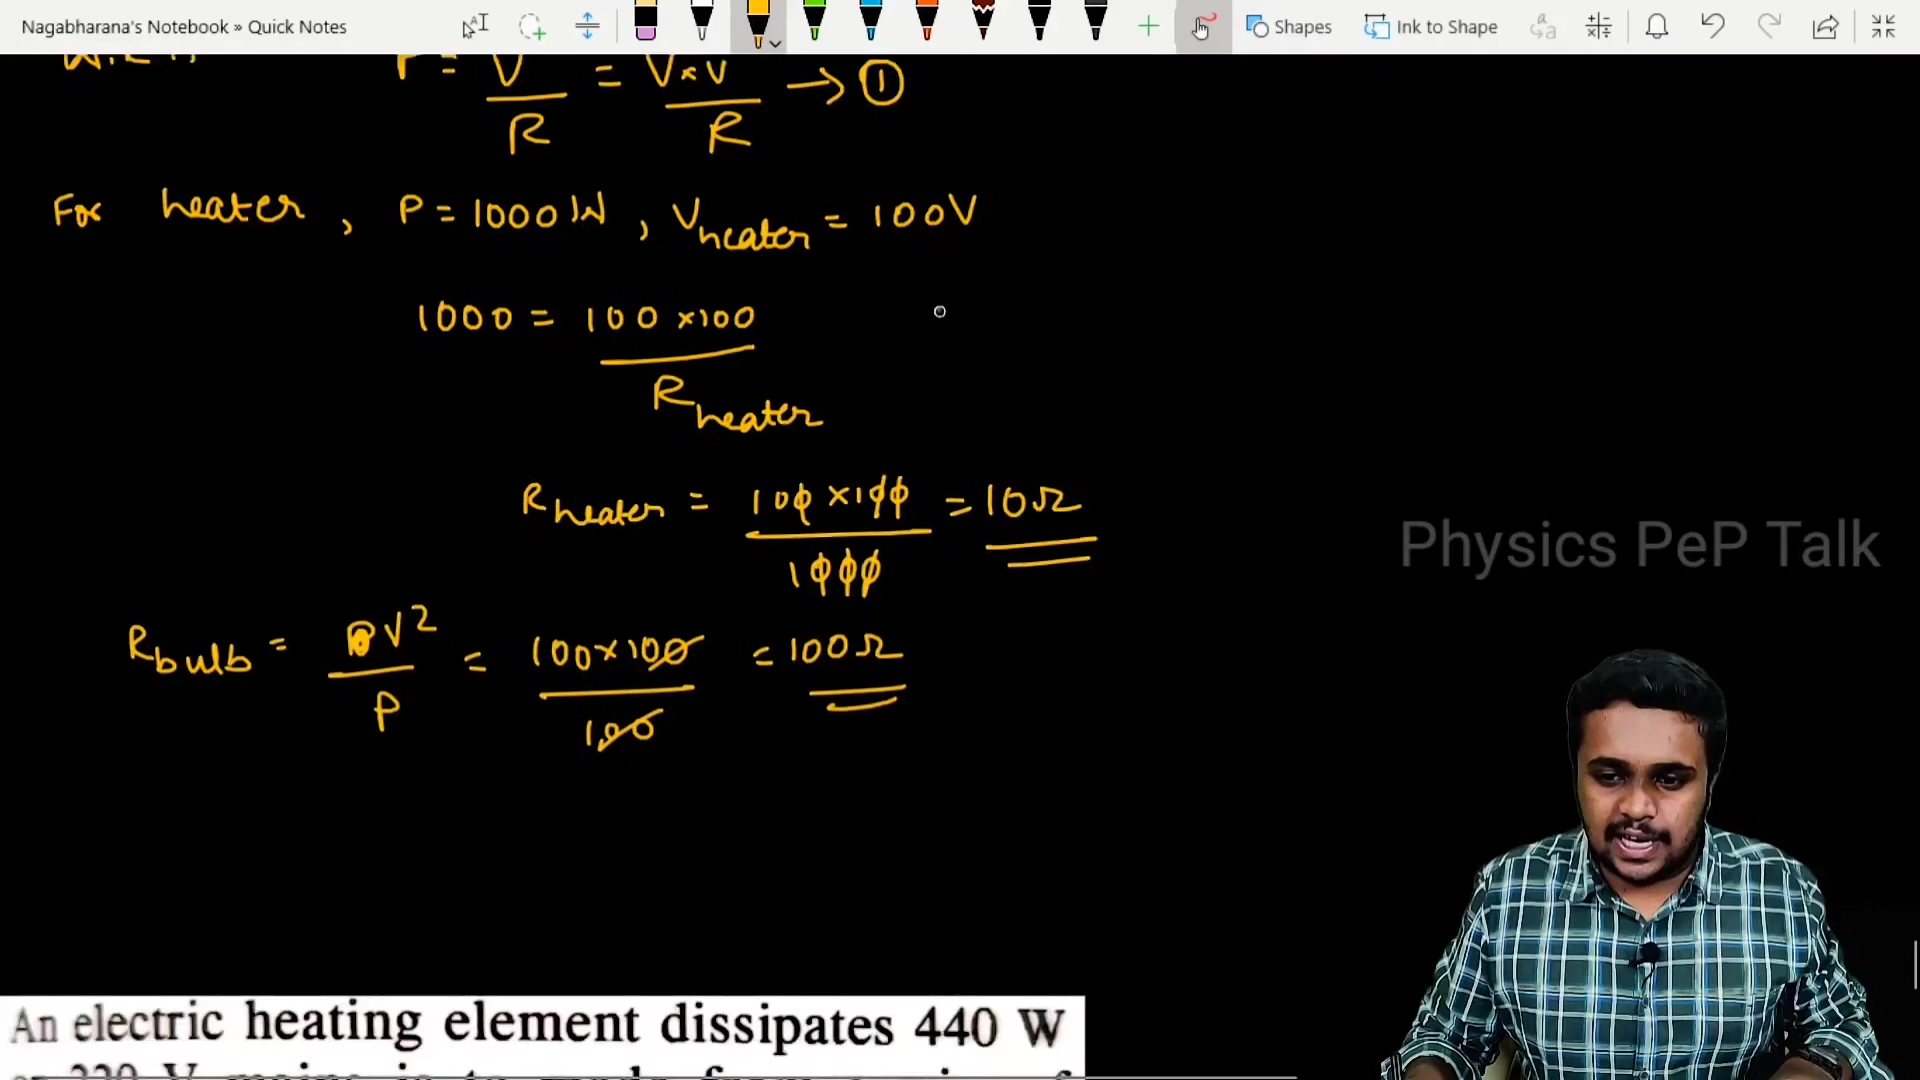 Nagabharana's Notebook » Quick Notes
Shapes
Ink to Shape
P = V / R = V×V / R → ①
For heater , P = 1000 W , Vheater = 100V
1000 = 100 ×100 / Rheater
Rheater = 100 ×100 / 1000 = 10Ω
Rbulb = V² / P = 100×100 / 100 = 100Ω
Physics PeP Talk
An electric heating element dissipates 440 W